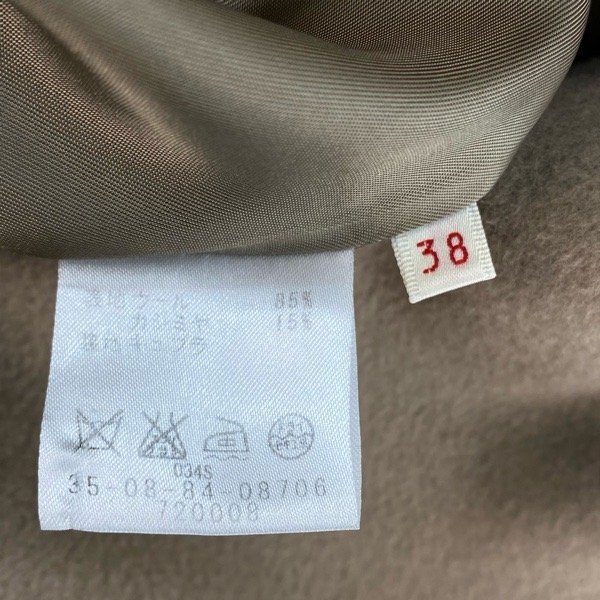 38
表地 ウール 85%
カシミヤ 15%
裏地 キュプラ
034S
35-08-84-08706
720008